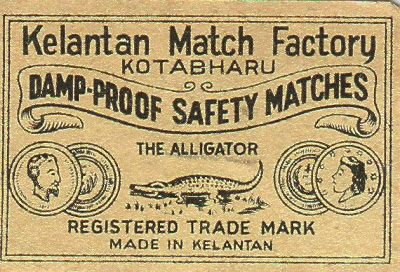 Kelantan Match Factory
KOTABHARU
DAMP-PROOF SAFETY MATCHES
THE ALLIGATOR
REGISTERED TRADE MARK
MADE IN KELANTAN